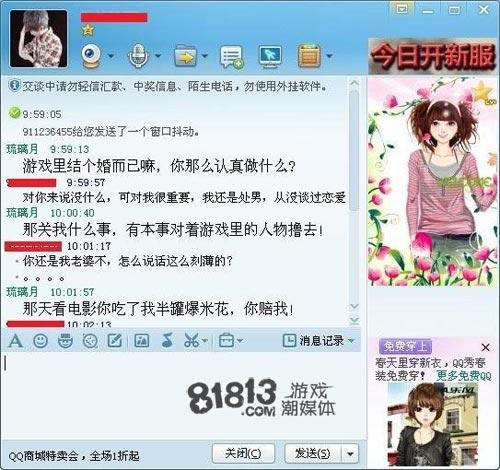 交谈中请勿轻信汇款、中奖信息、陌生电话，勿使用外挂软件。
9:59:05
911236455给您发送了一个窗口抖动。
琉璃月 9:59:13
游戏里结个婚而已嘛，你那么认真做什么？
9:59:57
对你来说没什么，可对我很重要，我还是处男，从没谈过恋爱
琉璃月 10:00:40
那关我什么事，有本事对着游戏里的人物撸去！
10:01:17
你还是我老婆不，怎么说话这么刻薄的？
。。。。
琉璃月 10:01:57
那天看电影你吃了我半罐爆米花，你赔我！
10:02:13
消息记录
81813.COM 游戏潮媒体
QQ商城特卖会，全场1折起
关闭(C)
发送(S)
今日开新服
WELCOME
免费穿上
春天里穿新衣，QQ秀春
装免费穿！ 更多免费QQ